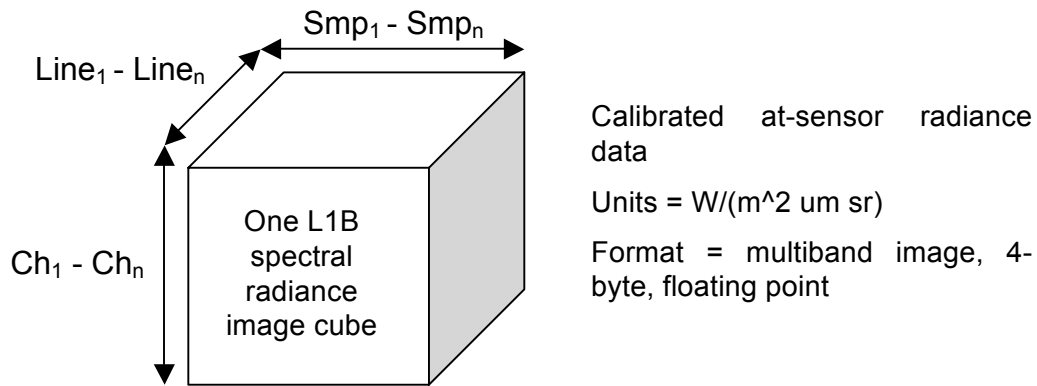 Smp₁ - Smpₙ
Line₁ - Lineₙ
Ch₁ - Chₙ
One L1B
spectral
radiance
image cube
Calibrated at-sensor radiance
data
Units = W/(m^2 um sr)
Format = multiband image, 4-
byte, floating point